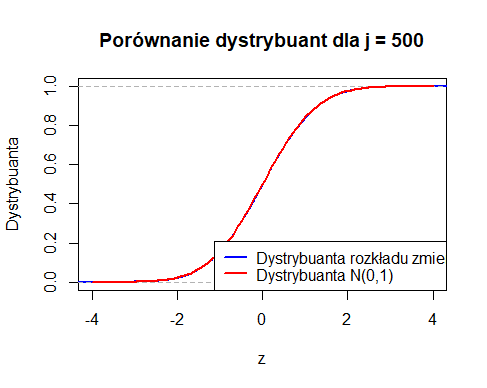 Porównanie dystrybuant dla j = 500
Dystrybuanta
1.0
0.8
0.6
0.4
0.2
0.0
Dystrybuanta rozkładu zmie
Dystrybuanta N(0,1)
-4
-2
0
2
4
z